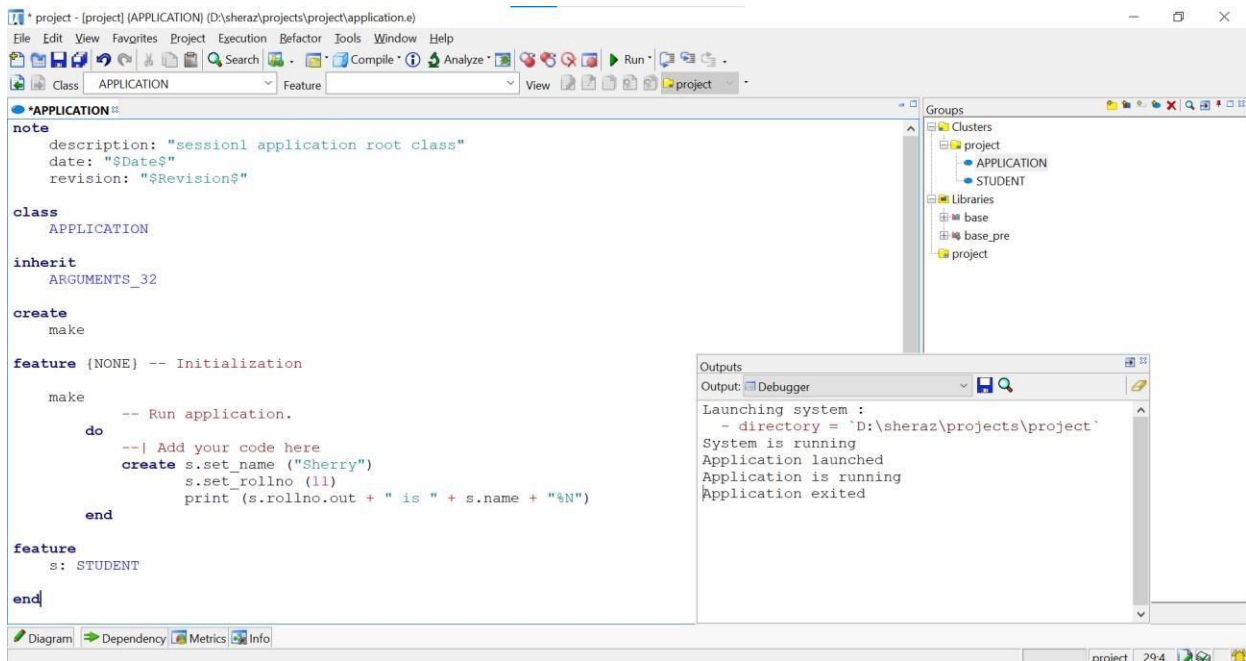 * project - [project] (APPLICATION) (D:\sheraz\projects\project\application.e)
File Edit View Favorites Project Execution Refactor Tools Window Help
Search Compile Analyze Run
Class APPLICATION Feature View project
*APPLICATION
note
description: "session1 application root class"
date: "$Date$"
revision: "$Revision$"
class
APPLICATION
inherit
ARGUMENTS_32
create
make
feature {NONE} -- Initialization
make
-- Run application.
do
--| Add your code here
create s.set_name ("Sherry")
s.set_rollno (11)
print (s.rollno.out + " is " + s.name + "%N")
end
feature
s: STUDENT
end
Groups
Clusters
project
APPLICATION
STUDENT
Libraries
base
base_pre
project
Outputs
Output: Debugger
Launching system :
- directory = `D:\sheraz\projects\project`
System is running
Application launched
Application is running
Application exited
Diagram Dependency Metrics Info
project 29:4